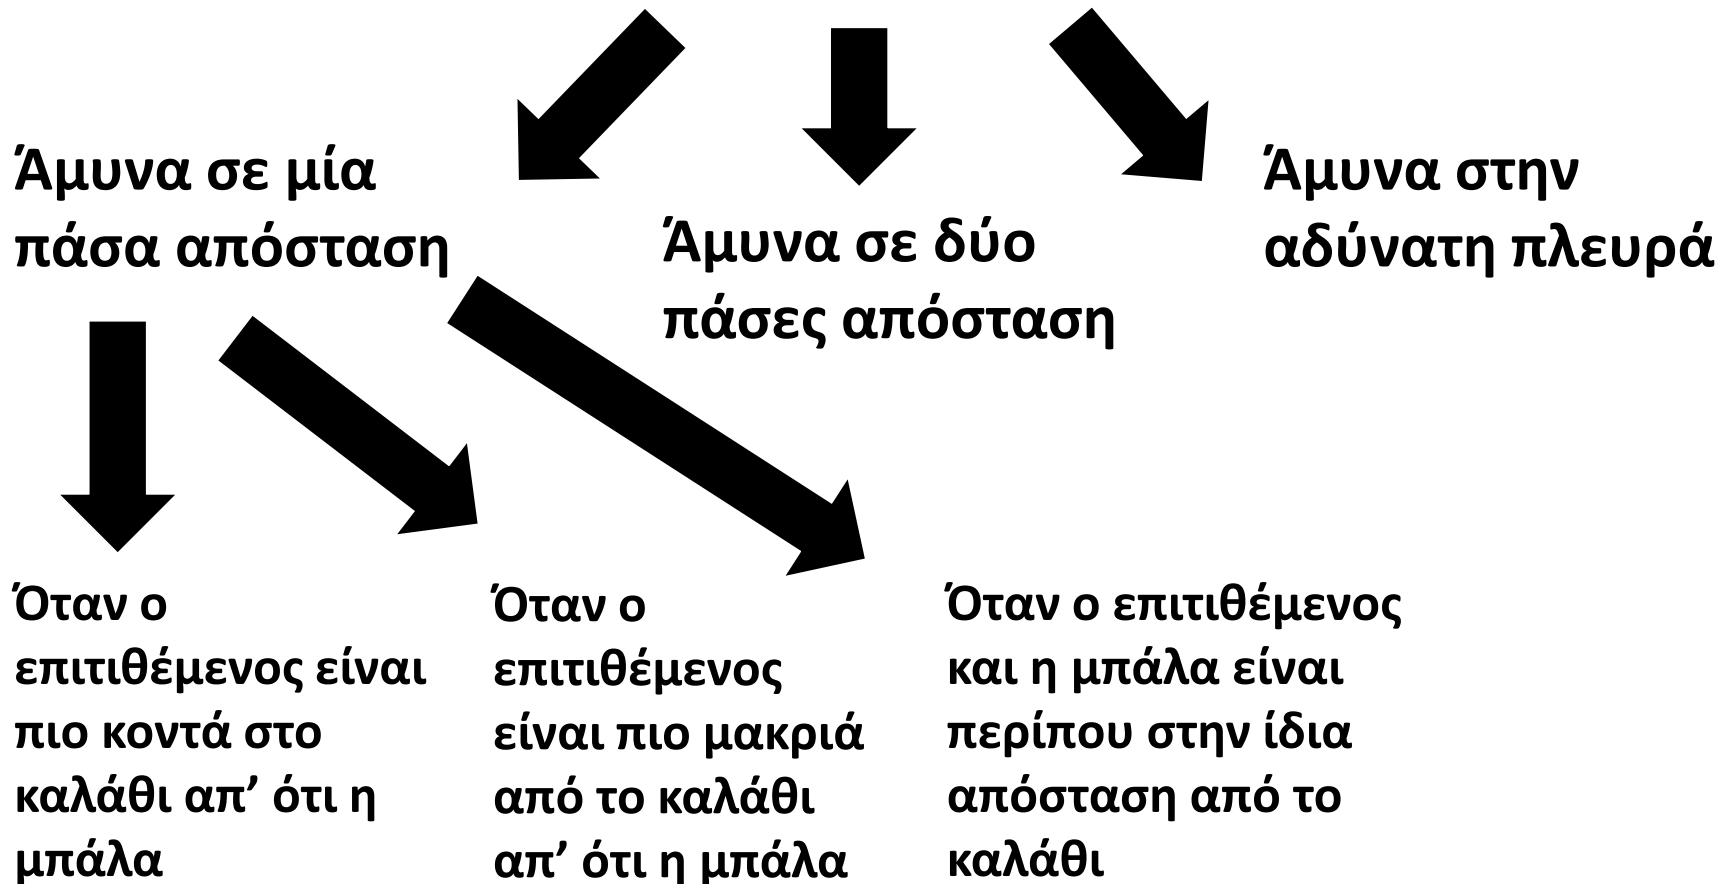 Άμυνα σε μία
πάσα απόσταση
Άμυνα σε δύο
πάσες απόσταση
Άμυνα στην
αδύνατη πλευρά
Όταν ο
επιτιθέμενος είναι
πιο κοντά στο
καλάθι απ’ ότι η
μπάλα
Όταν ο
επιτιθέμενος
είναι πιο μακριά
από το καλάθι
απ’ ότι η μπάλα
Όταν ο επιτιθέμενος
και η μπάλα είναι
περίπου στην ίδια
απόσταση από το
καλάθι